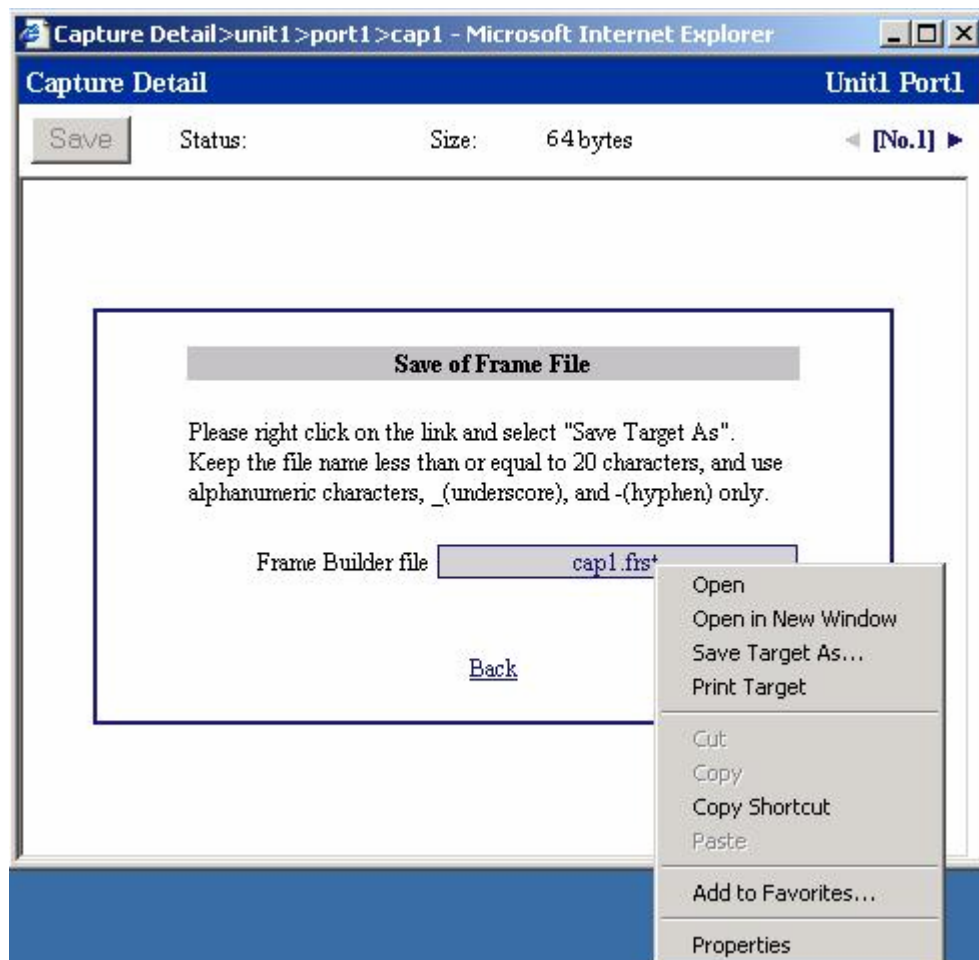 Capture Detail>unit1>port1>cap1 - Microsoft Internet Explorer
Capture Detail Unit1 Port1
Save Status: Size: 64bytes [No.1]
Save of Frame File
Please right click on the link and select "Save Target As".
Keep the file name less than or equal to 20 characters, and use
alphanumeric characters, _(underscore), and -(hyphen) only.
Frame Builder file cap1.frst
Back
Open
Open in New Window
Save Target As...
Print Target
Cut
Copy
Copy Shortcut
Paste
Add to Favorites...
Properties